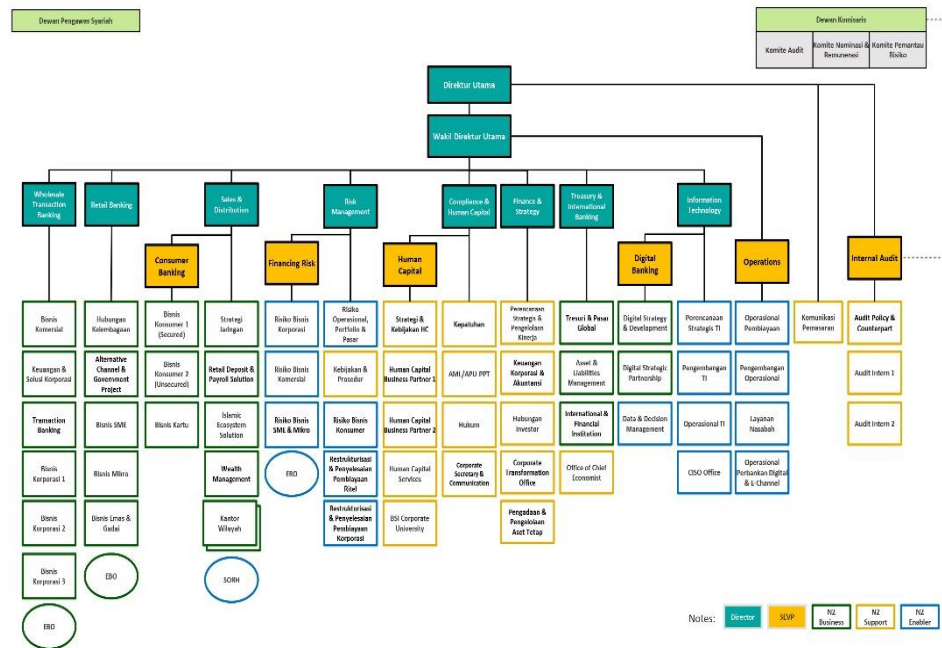 Dewan Pengawas Syariah
Dewan Komisaris
Komite Audit
Komite Nominasi &
Remunerasi
Komite Pemantau
Risiko
Direktur Utama
Wakil Direktur Utama
Wholesale
Transaction
Banking
Retail Banking
Sales &
Distribution
Risk
Management
Compliance &
Human Capital
Finance &
Strategy
Treasury &
International
Banking
Information
Technology
Consumer
Banking
Financing Risk
Human
Capital
Digital
Banking
Operations
Internal Audit
Bisnis
Komersial
Hubungan
Kelembagaan
Bisnis
Konsumer 1
(Secured)
Strategi
Jaringan
Risiko Bisnis
Korporasi
Risiko
Operasional,
Portfolio &
Pasar
Strategi &
Kebijakan HC
Kepatuhan
Perencanaan
Strategis &
Pengelolaan
Kinerja
Tresuri & Pasar
Global
Digital Strategy
& Development
Perencanaan
Strategis TI
Operasional
Pembiayaan
Komunikasi
Pemasaran
Audit Policy &
Counterpart
Keuangan &
Solusi Korporasi
Alternative
Channel &
Government
Project
Bisnis
Konsumer 2
(Unsecured)
Retail Deposit &
Payroll Solution
Risiko Bisnis
Komersial
Kebijakan &
Prosedur
Human Capital
Business Partner 1
AML/APU PPT
Keuangan
Korporasi &
Akuntansi
Asset &
Liabilities
Management
Digital Strategic
Partnership
Pengembangan
TI
Pengembangan
Operasional
Audit Intern 1
Transaction
Banking
Bisnis SME
Bisnis Kartu
Islamic
Ecosystem
Solution
Risiko Bisnis
SME & Mikro
Risiko Bisnis
Konsumer
Human Capital
Business Partner 2
Hukum
Hubungan
Investor
International &
Financial
Institution
Data & Decision
Management
Operasional TI
Layanan
Nasabah
Audit Intern 2
Bisnis
Korporasi 1
Bisnis Mikro
Wealth
Management
ERO
Restrukturisasi
& Penyelesaian
Pembiayaan
Ritel
Human Capital
Services
Corporate
Secretary &
Communication
Corporate
Transformation
Office
Office of Chief
Economist
CISO Office
Operasional
Perbankan Digital
& E-Channel
Bisnis
Korporasi 2
Bisnis Emas &
Gadai
Kantor
Wilayah
Restrukturisasi
& Penyelesaian
Pembiayaan
Korporasi
BSI Corporate
University
Pengadaan &
Pengelolaan
Aset Tetap
Bisnis
Korporasi 3
EBO
SORH
EBO
Notes:
Director
SEVP
N2
Business
N2
Support
N2
Enabler